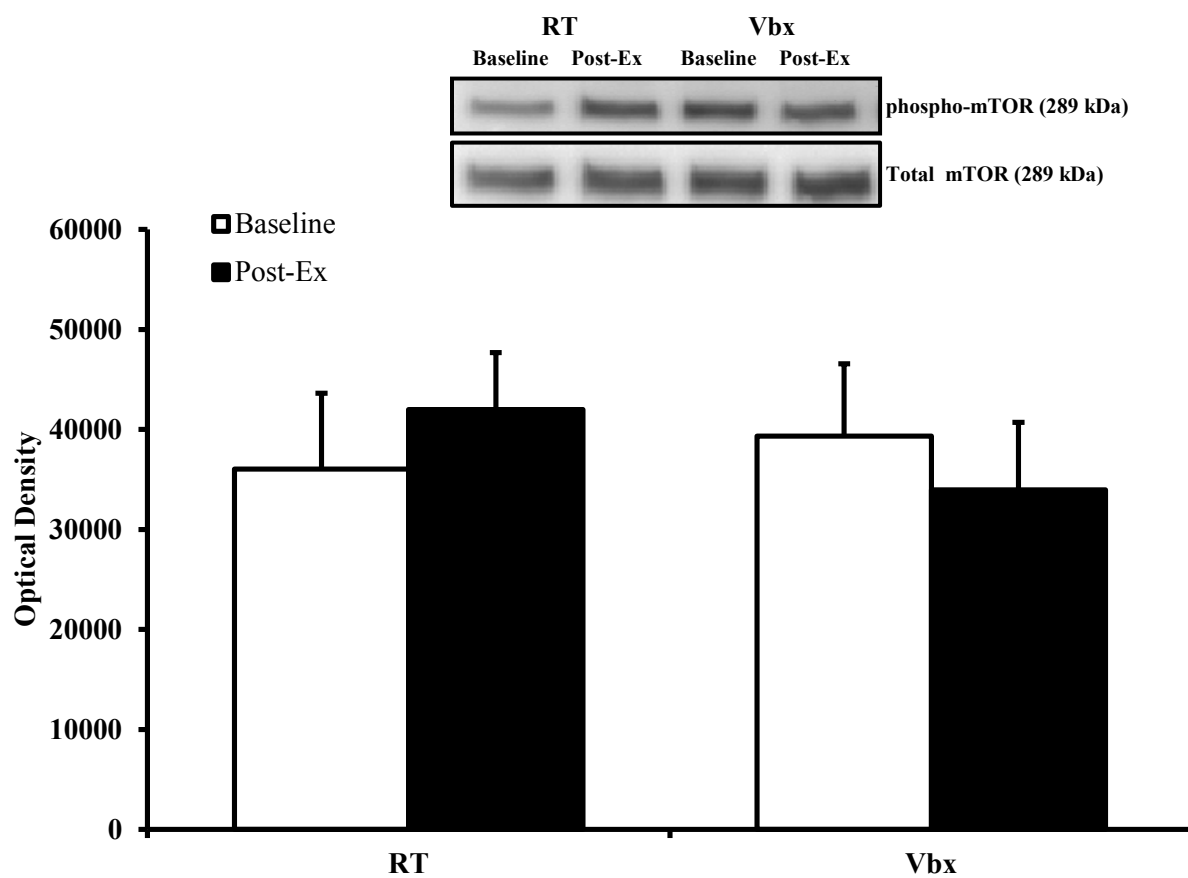 RT Vbx
Baseline Post-Ex Baseline Post-Ex
phospho-mTOR (289 kDa)
Total mTOR (289 kDa)
Baseline
Post-Ex
60000
50000
40000
30000
20000
10000
0
Optical Density
RT Vbx